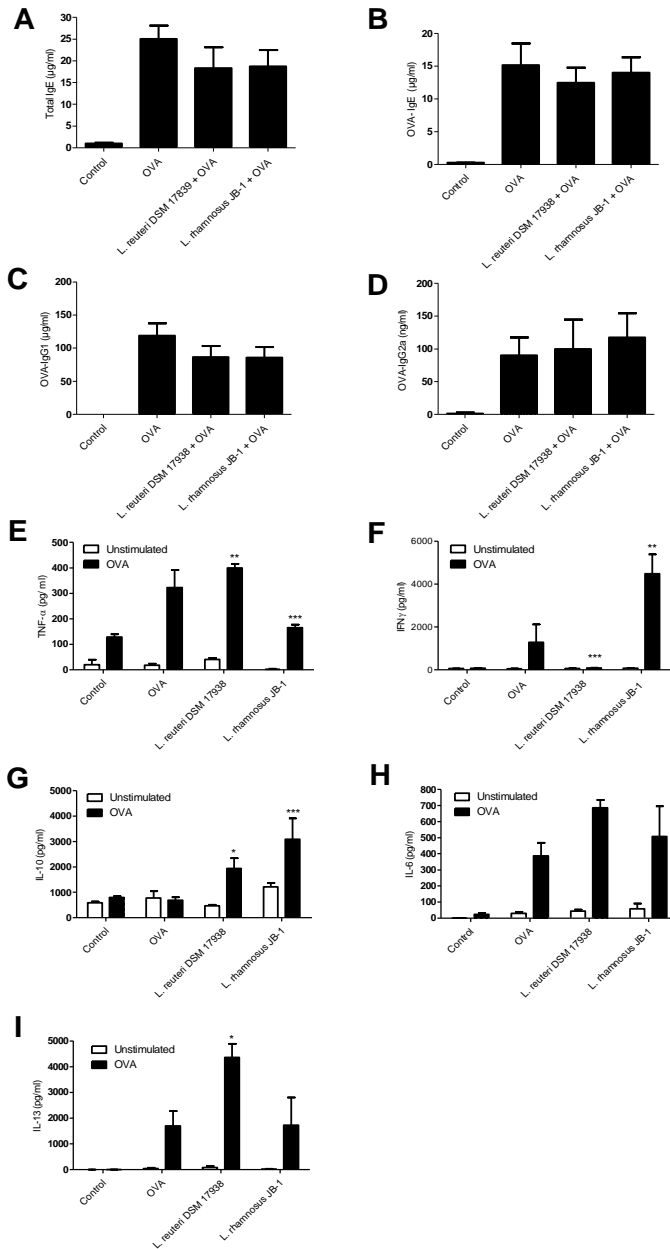 A
Total IgE (µg/ml)
30
25
20
15
10
5
0
Control
OVA
L. reuteri DSM 17839 + OVA
L. rhamnosus JB-1 + OVA
B
OVA- IgE (µg/ml)
20
15
10
5
0
Control
OVA
L. reuteri DSM 17938 + OVA
L. rhamnosus JB-1 + OVA
C
OVA-IgG1 (µg/ml)
200
150
100
50
0
Control
OVA
L. reuteri DSM 17938 + OVA
L. rhamnosus JB-1 + OVA
D
OVA-IgG2a (ng/ml)
200
150
100
50
0
Control
OVA
L. reuteri DSM 17938 + OVA
L. rhamnosus JB-1 + OVA
E
Unstimulated
OVA
TNF-α (pg/ ml)
500
400
300
200
100
0
**
***
Control
OVA
L. reuteri DSM 17938
L. rhamnosus JB-1
F
Unstimulated
OVA
IFNγ (pg/ml)
6000
4000
2000
0
***
**
Control
OVA
L. reuteri DSM 17938
L. rhamnosus JB-1
G
Unstimulated
OVA
IL-10 (pg/ml)
5000
4000
3000
2000
1000
0
*
***
Control
OVA
L. reuteri DSM 17938
L. rhamnosus JB-1
H
Unstimulated
OVA
IL-6 (pg/ml)
800
700
600
500
400
300
200
100
0
Control
OVA
L. reuteri DSM 17938
L. rhamnosus JB-1
I
Unstimulated
OVA
IL-13 (pg/ml)
5000
4000
3000
2000
1000
0
*
Control
OVA
L. reuteri DSM 17938
L. rhamnosus JB-1